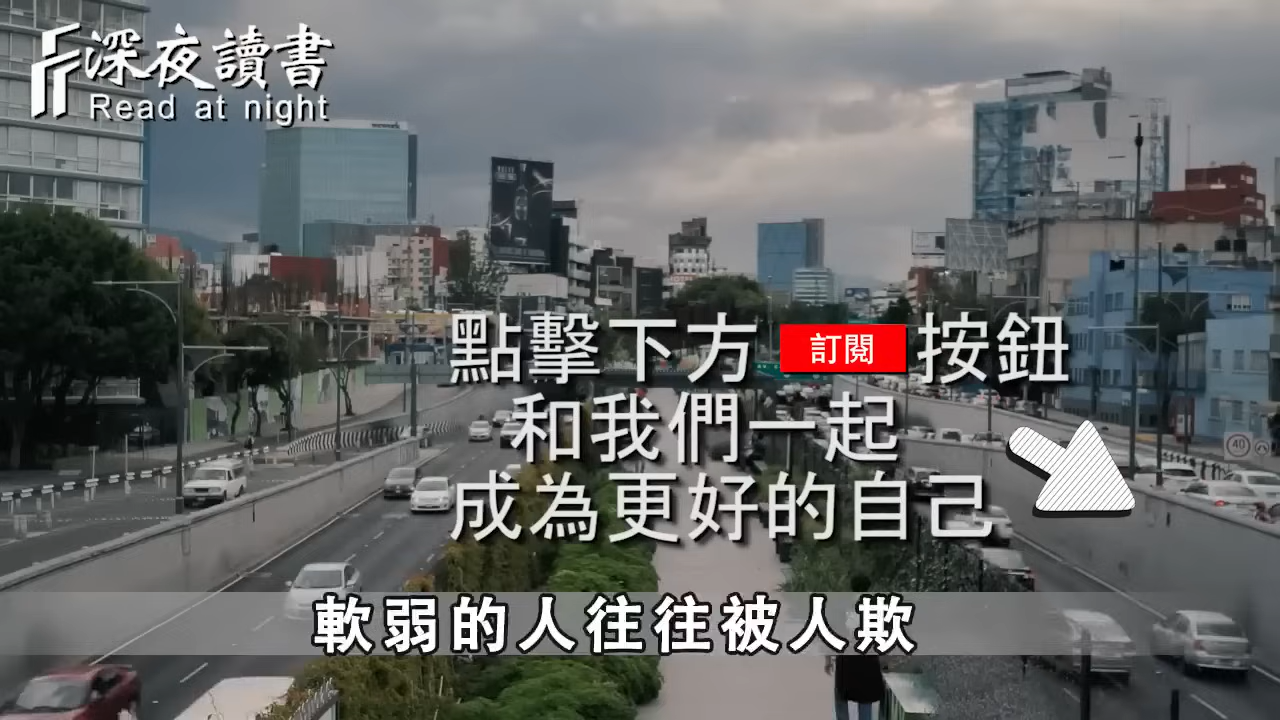 深夜讀書
Read at night
點擊下方 訂閱 按鈕
和我們一起
成為更好的自己
40
軟弱的人往往被人欺